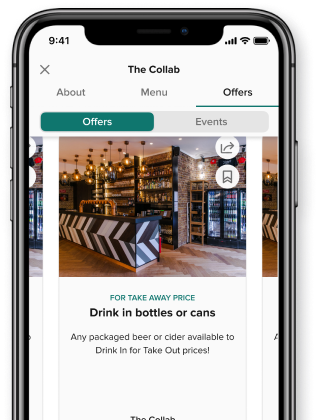 9:41
The Collab
About Menu Offers
Offers Events
FOR TAKE AWAY PRICE
Drink in bottles or cans
Any packaged beer or cider available to
Drink In for Take Out prices!
The Collab